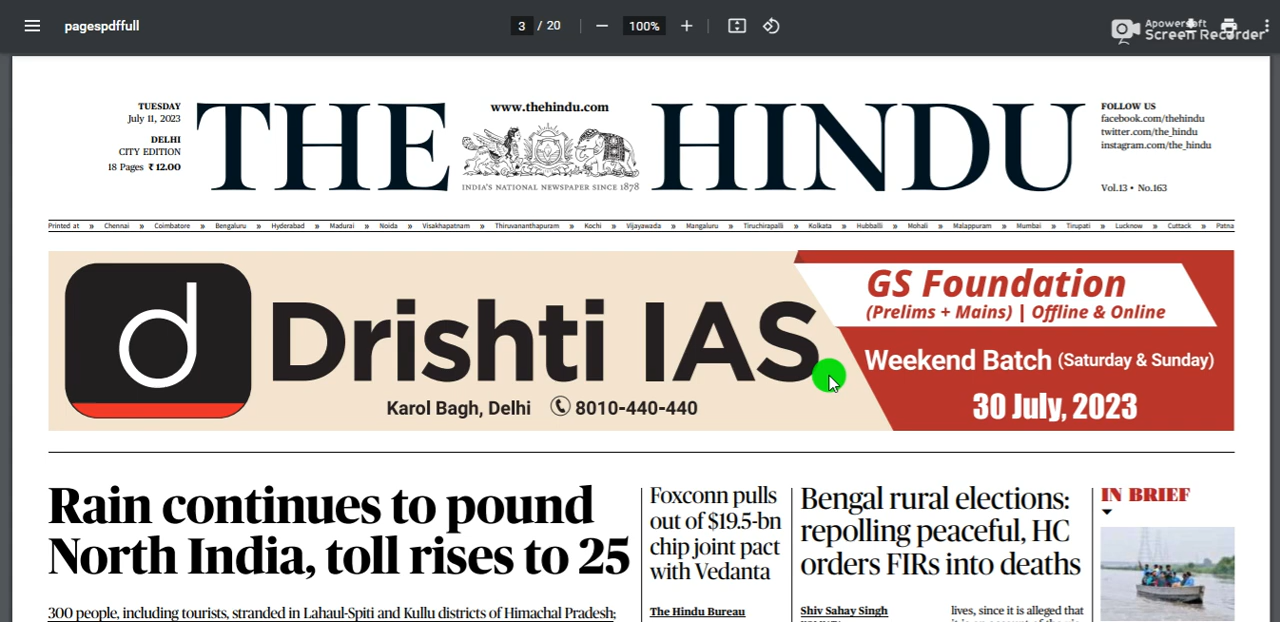 pagespdffull
3 / 20
100%
Apowersoft
Screen Recorder
TUESDAY
July 11, 2023
DELHI
CITY EDITION
18 Pages ₹ 12.00
THE HINDU
www.thehindu.com
INDIA'S NATIONAL NEWSPAPER SINCE 1878
FOLLOW US
facebook.com/thehindu
twitter.com/the_hindu
instagram.com/the_hindu
Vol.13 • No.163
Printed at » Chennai » Coimbatore » Bengaluru » Hyderabad » Madurai » Noida » Visakhapatnam » Thiruvananthapuram » Kochi » Vijayawada » Mangaluru » Tiruchirapalli » Kolkata » Hubballi » Mohali » Malappuram » Mumbai » Tirupati » Lucknow » Cuttack » Patna
d
Drishti IAS
Karol Bagh, Delhi 8010-440-440
GS Foundation
(Prelims + Mains) | Offline & Online
Weekend Batch (Saturday & Sunday)
30 July, 2023
Rain continues to pound
North India, toll rises to 25
300 people, including tourists, stranded in Lahaul-Spiti and Kullu districts of Himachal Pradesh;
Foxconn pulls
out of $19.5-bn
chip joint pact
with Vedanta
The Hindu Bureau
Bengal rural elections:
repolling peaceful, HC
orders FIRs into deaths
Shiv Sahay Singh
lives, since it is alleged that
IN BRIEF